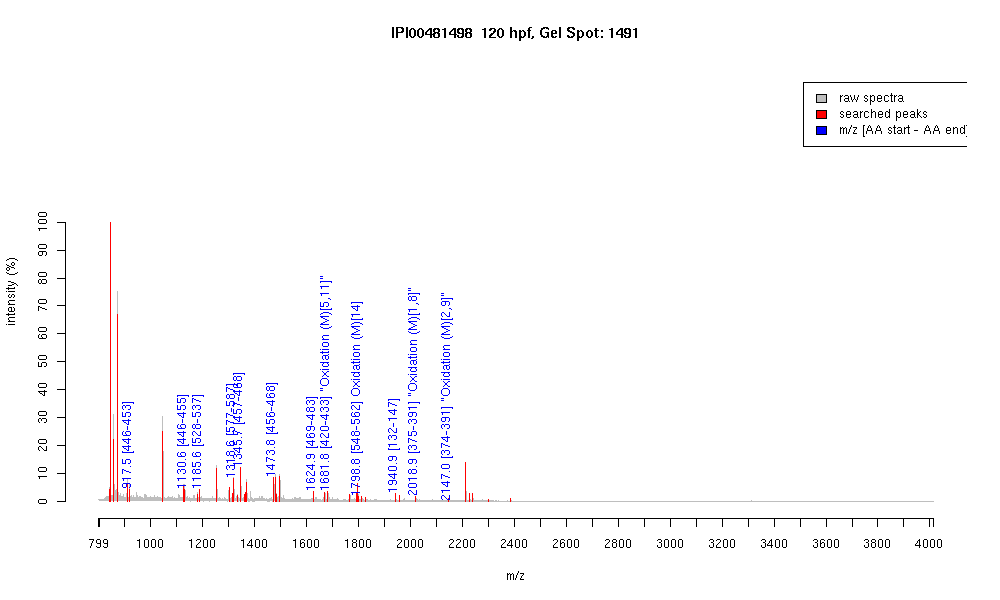 IPI00481498 120 hpf, Gel Spot: 1491
raw spectra
searched peaks
m/z [AA start - AA end]
intensity (%)
100
90
80
70
60
50
40
30
20
10
0
917.5 [446-453]
1130.6 [446-455]
1185.6 [528-537]
1318.6 [577-587]
1345.7 [457-468]
1473.8 [456-468]
1624.9 [469-483]
1681.8 [420-433] "Oxidation (M)[5,11]"
1798.8 [548-562] Oxidation (M)[14]
1940.9 [132-147]
2018.9 [375-391] "Oxidation (M)[1,8]"
2147.0 [374-391] "Oxidation (M)[2,9]"
799 1000 1200 1400 1600 1800 2000 2200 2400 2600 2800 3000 3200 3400 3600 3800 4000
m/z